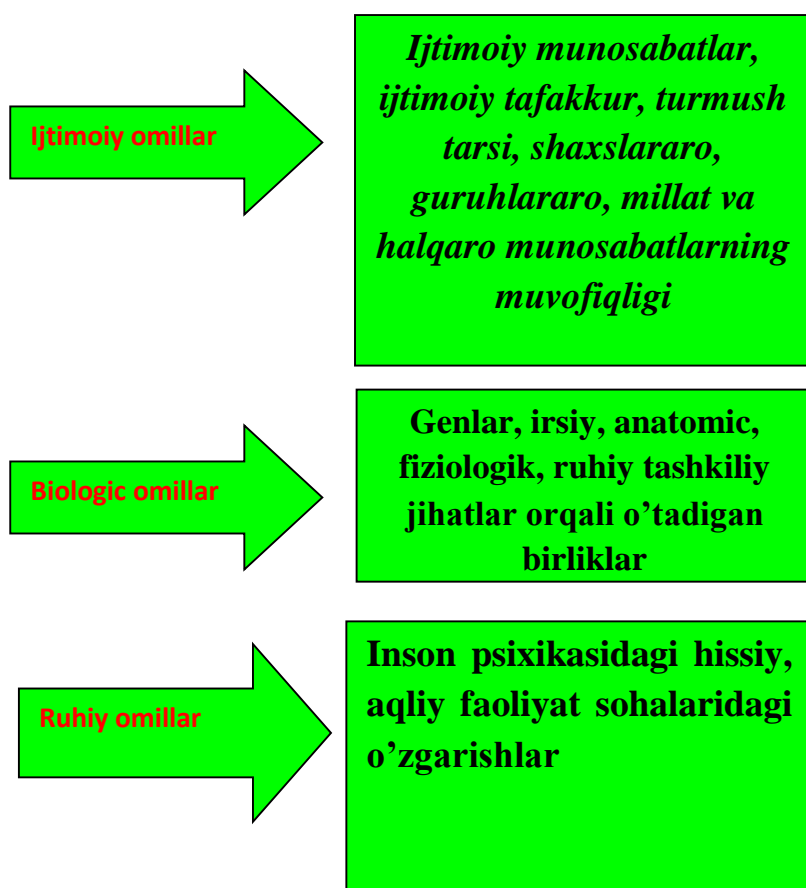 Ijtimoiy omillar
Ijtimoiy munosabatlar,
ijtimoiy tafakkur, turmush
tarsi, shaxslararo,
guruhlararo, millat va
halqaro munosabatlarning
muvofiqligi
Biologic omillar
Genlar, irsiy, anatomic,
fiziologik, ruhiy tashkiliy
jihatlar orqali o’tadigan
birliklar
Ruhiy omillar
Inson psixikasidagi hissiy,
aqliy faoliyat sohalaridagi
o’zgarishlar